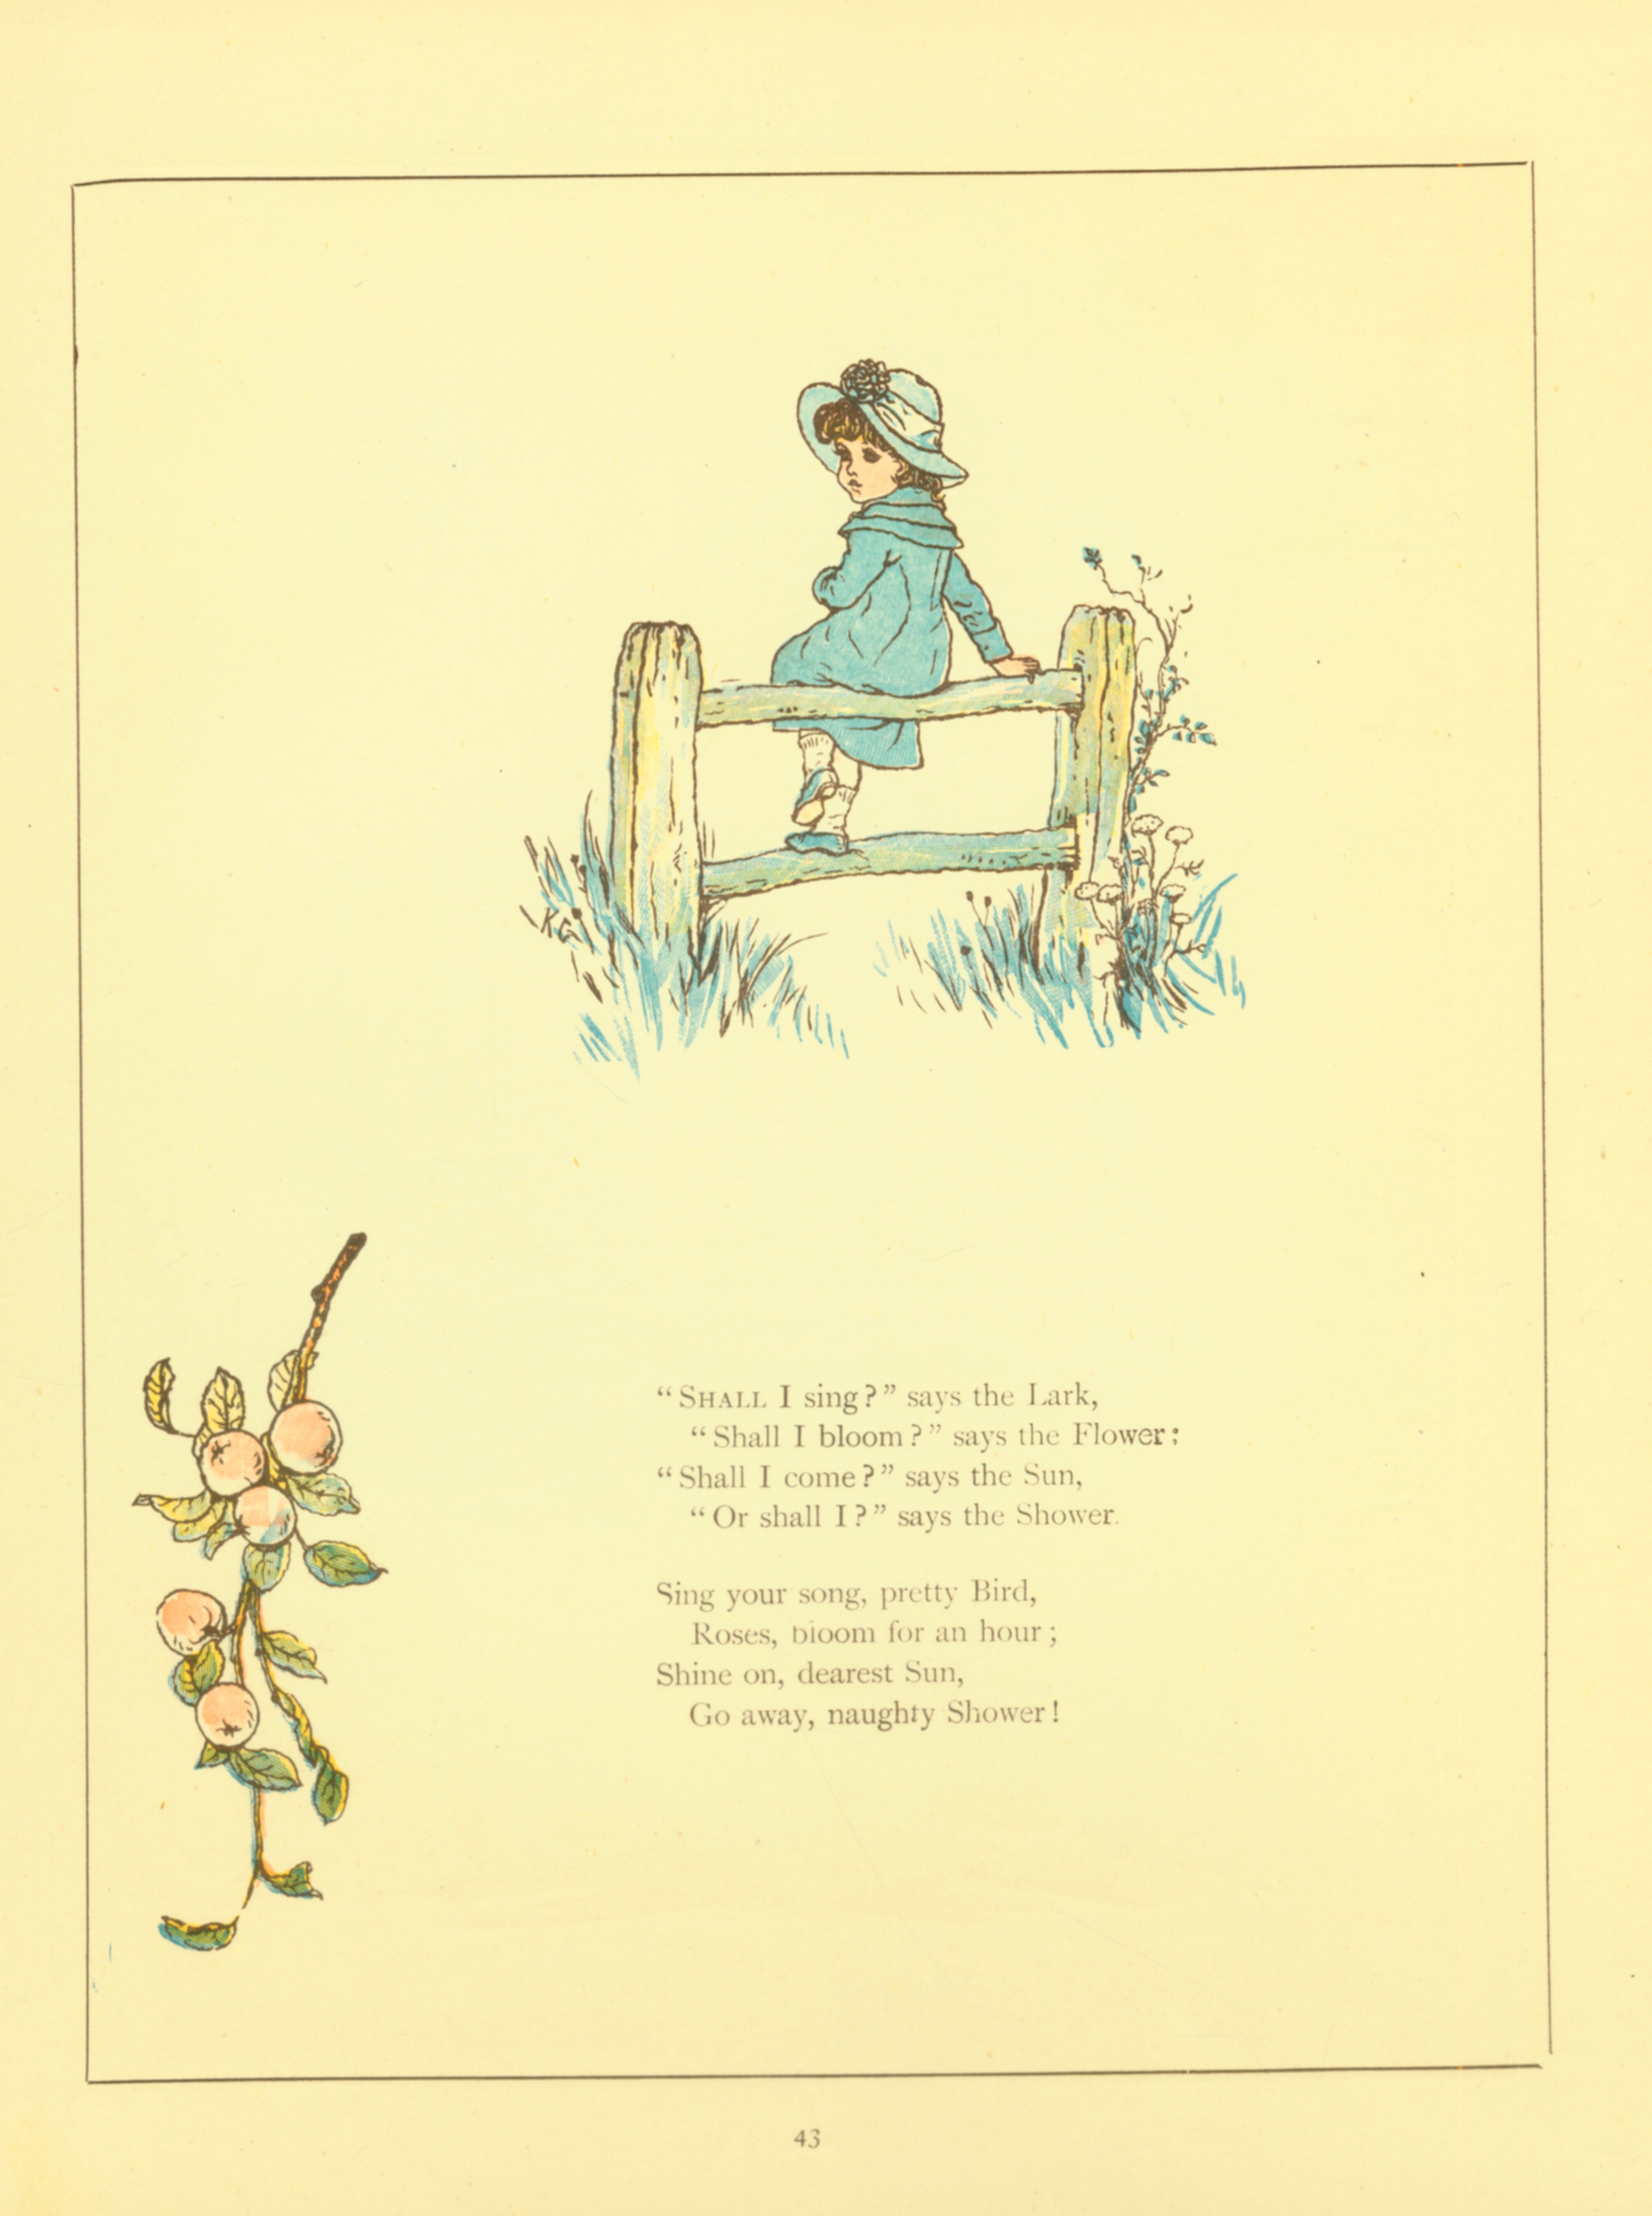 KG
“SHALL I sing?” says the Lark,
“Shall I bloom?” says the Flower;
“Shall I come?” says the Sun,
“Or shall I?” says the Shower.
Sing your song, pretty Bird,
Roses, bloom for an hour;
Shine on, dearest Sun,
Go away, naughty Shower!
43